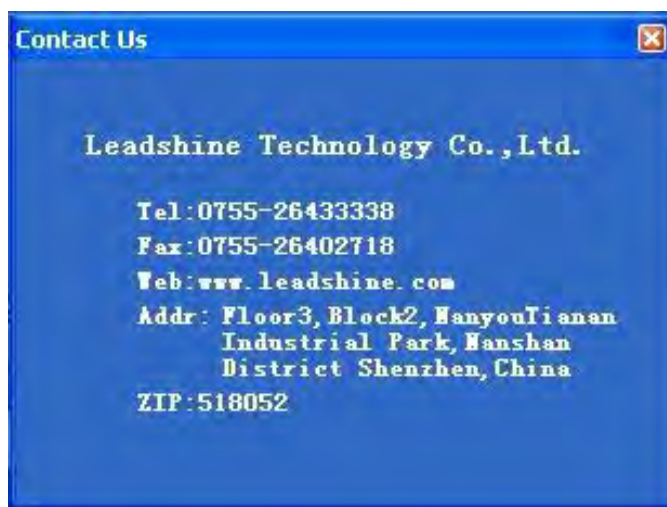 Contact Us
Leadshine Technology Co.,Ltd.
Tel:0755-26433338
Fax:0755-26402718
Web:www.leadshine.com
Addr: Floor3,Block2,NanyouTianan
Industrial Park,Nanshan
District Shenzhen,China
ZIP:518052